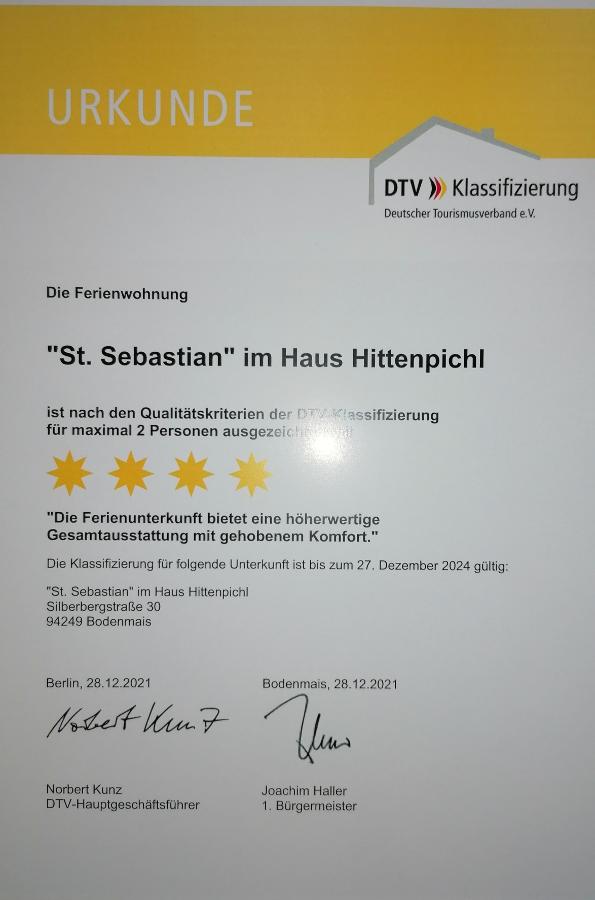 URKUNDE
DTV Klassifizierung
Deutscher Tourismusverband e.V.
Die Ferienwohnung
"St. Sebastian" im Haus Hittenpichl
ist nach den Qualitätskriterien der DTV-Klassifizierung
für maximal 2 Personen
"Die Ferienunterkunft bietet eine höherwertige
Gesamtausstattung mit gehobenem Komfort."
Die Klassifizierung für folgende Unterkunft ist bis zum 27. Dezember 2024 gültig:
"St. Sebastian" im Haus Hittenpichl
Silberbergstraße 30
94249 Bodenmais
Berlin, 28.12.2021
Bodenmais, 28.12.2021
Norbert Kunz
Norbert Kunz
DTV-Hauptgeschäftsführer
Joachim Haller
1. Bürgermeister